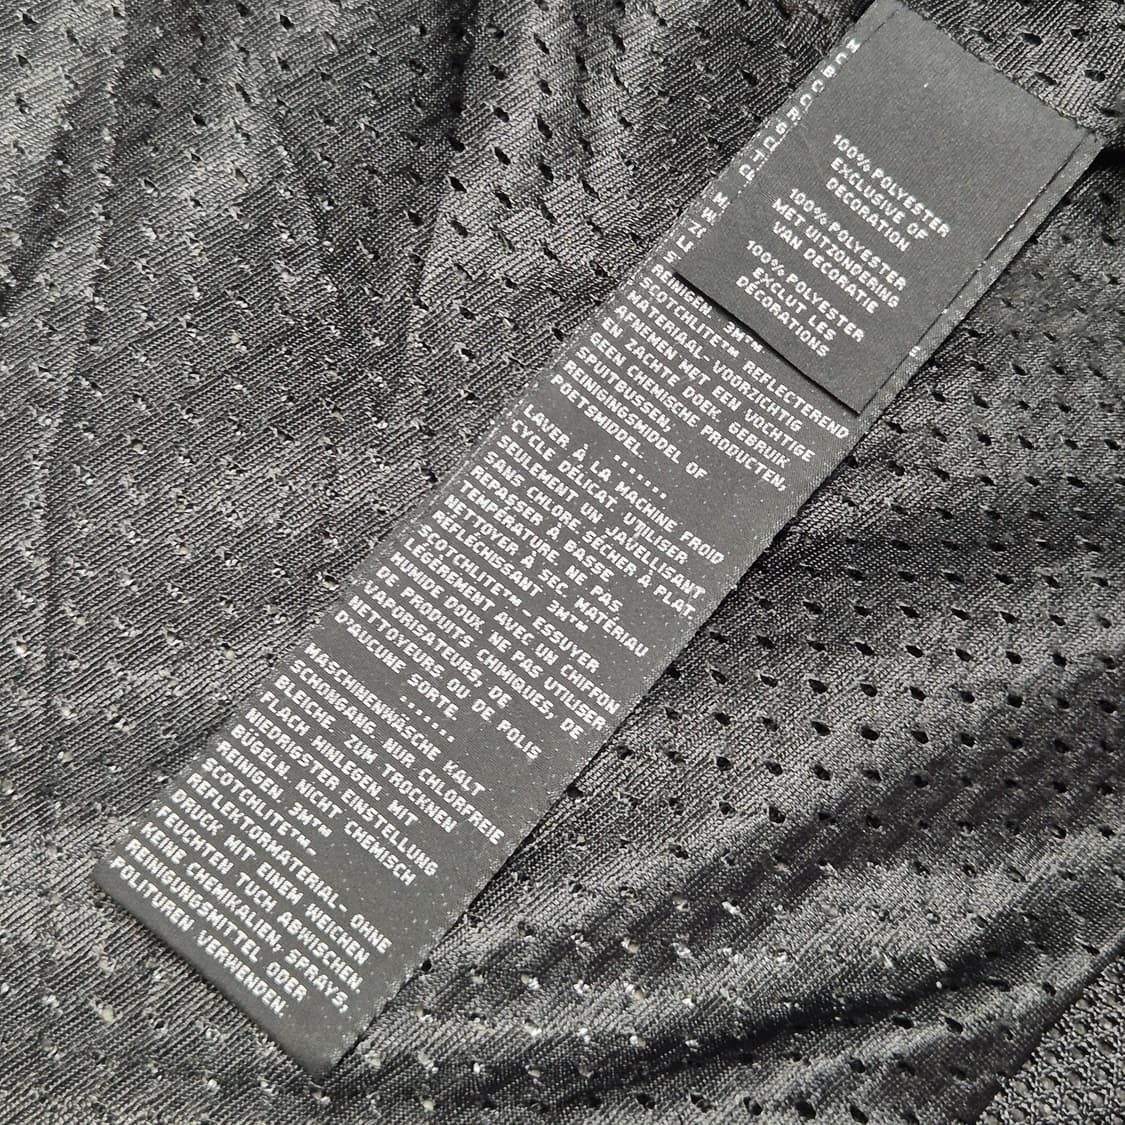 100% POLYESTER
EXCLUSIVE OF
DECORATION
100% POLYESTER
MET UITZONDERING
VAN DECORATIE
100% POLYESTER
EXCLUT LES
DÉCORATIONS
REINIGEN. 3M™
SCOTCHLITE™ REFLECTEREND
MATERIAAL-VOORZICHTIG
AFNEMEN MET EEN VOCHTIGE
EN ZACHTE DOEK. GEBRUIK
GEEN CHEMISCHE PRODUCTEN,
SPUITBUSSEN,
REINIGINGSMIDDEL OF
POETSMIDDEL.
.......
LAVER À LA MACHINE FROID
CYCLE DÉLICAT. UTILISER
SEULEMENT UN JAVELLISANT
SANS CHLORE. SÉCHER À PLAT
REPASSER À BASSE
TEMPÉRATURE. NE PAS
NETTOYER À SEC. MATÉRIAU
RÉFLÉCHISSANT 3M™
SCOTCHLITE™- ESSUYER
LÉGÈREMENT AVEC UN CHIFFON
HUMIDE DOUX. NE PAS UTILISER
DE PRODUITS CHIMIQUES, DE
VAPORISATEURS, DE
NETTOYEURS OU DE POLIS
D'AUCUNE SORTE
......
MASCHINENWÄSCHE KALT
SCHONGANG. NUR CHLORFREIE
BLEICHE. ZUM TROCKNEN
FLACH HINLEGEN. MIT
NIEDRIGSTER EINSTELLUNG
BÜGELN. NICHT CHEMISCH
REINIGEN. 3M™
SCOTCHLITE™
REFLEKTORMATERIAL- OHNE
DRUCK MIT EINEM WEICHEN
FEUCHTEN TUCH ABWISCHEN.
KEINE CHEMIKALIEN, SPRAYS,
REINIGUNGSMITTEL ODER
POLITUREN VERWENDEN.